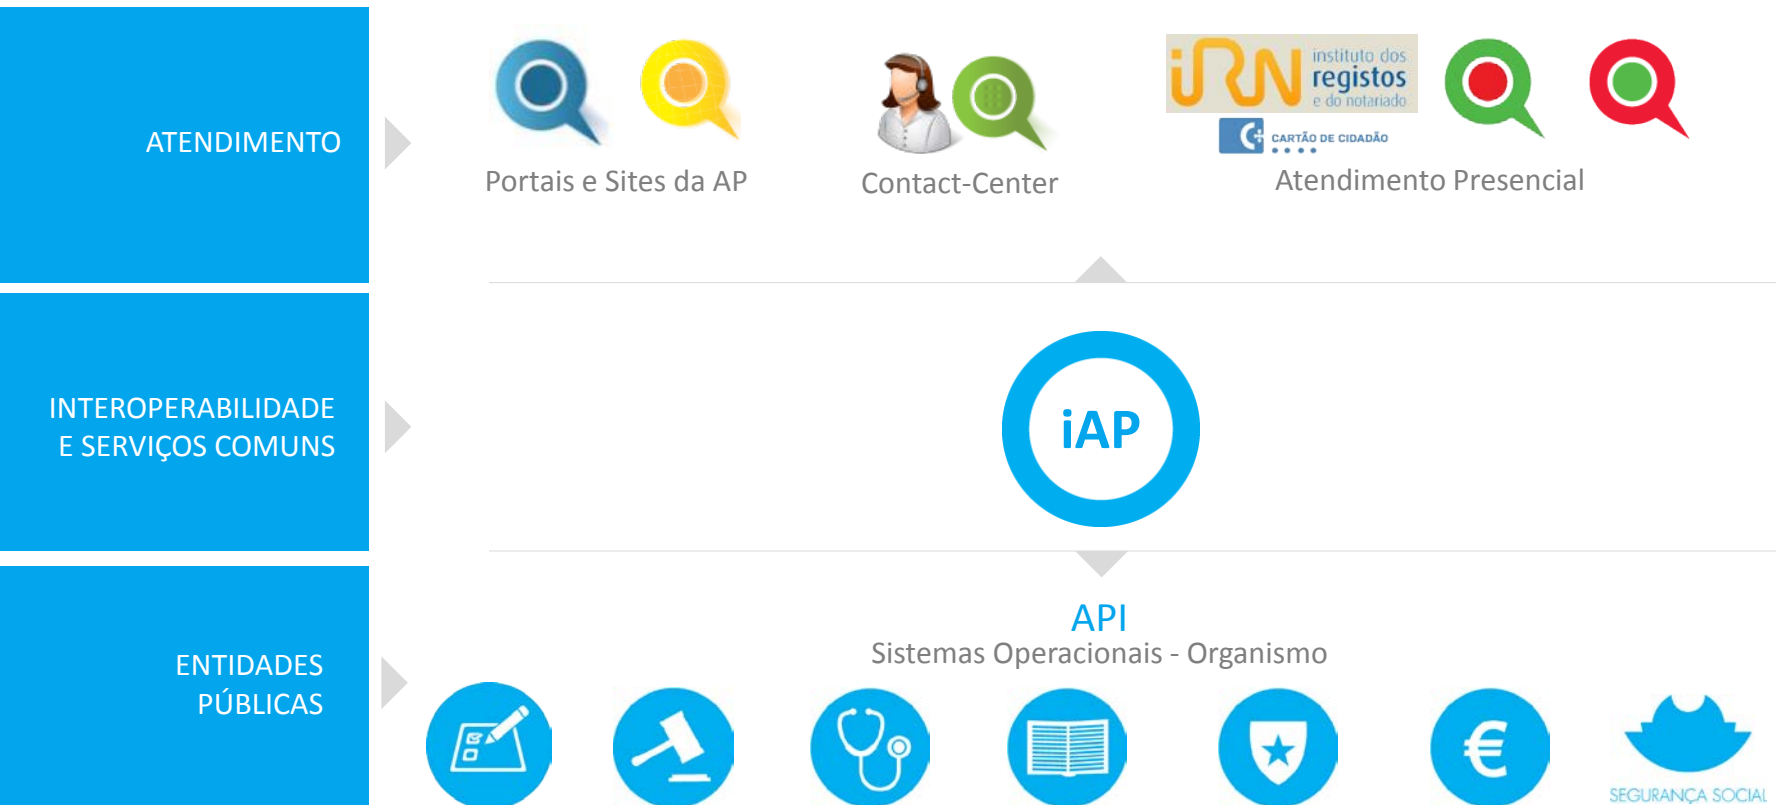 ATENDIMENTO
iRN instituto dos
registos
e do notariado
CARTÃO DE CIDADÃO
Portais e Sites da AP
Contact-Center
Atendimento Presencial
INTEROPERABILIDADE
E SERVIÇOS COMUNS
iAP
API
Sistemas Operacionais - Organismo
ENTIDADES
PÚBLICAS
€
SEGURANÇA SOCIAL